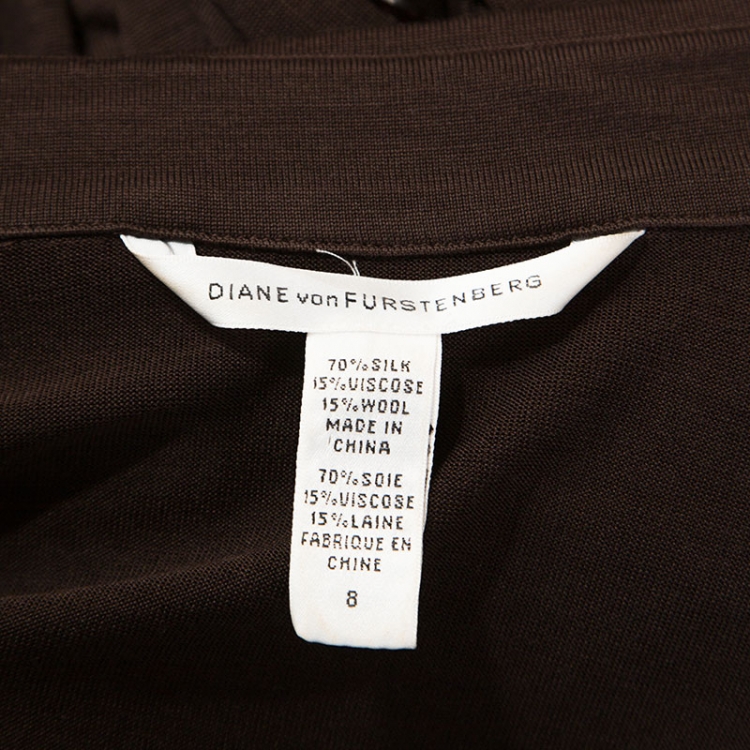 DIANE von FURSTENBERG
70% SILK
15% VISCOSE
15% WOOL
MADE IN
CHINA
70% SOIE
15% VISCOSE
15% LAINE
FABRIQUE EN
CHINE
8